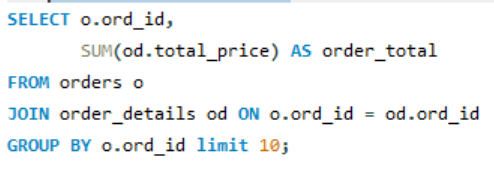 SELECT o.ord_id,
SUM(od.total_price) AS order_total
FROM orders o
JOIN order_details od ON o.ord_id = od.ord_id
GROUP BY o.ord_id limit 10;